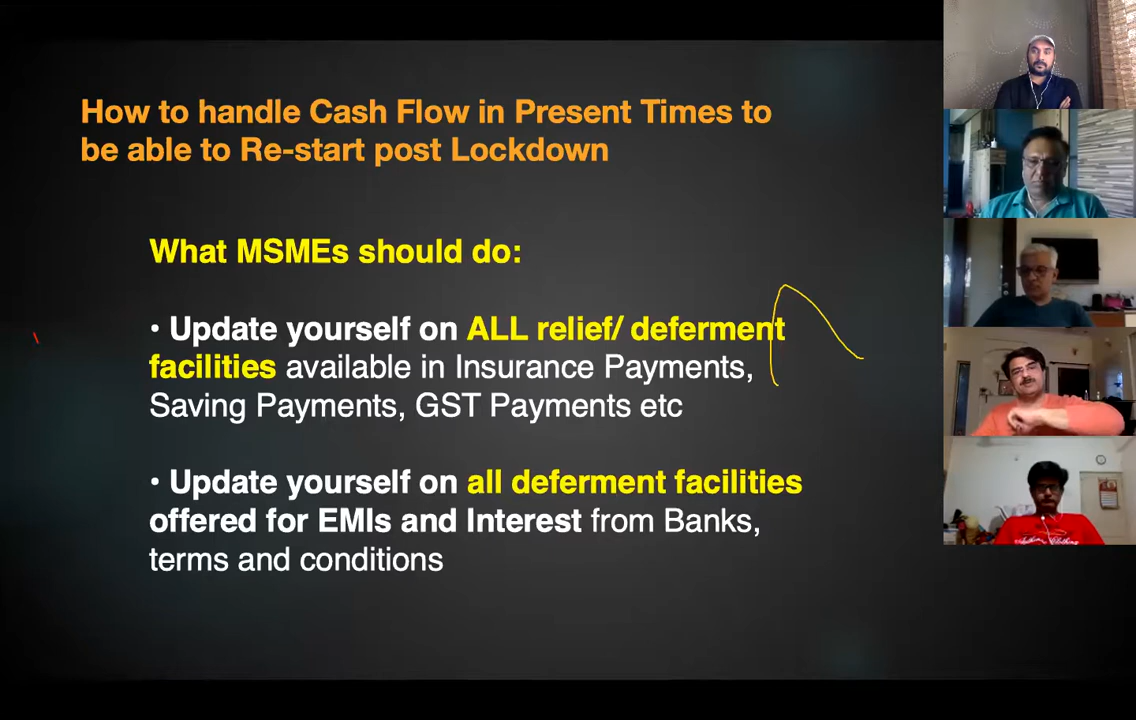 How to handle Cash Flow in Present Times to
be able to Re-start post Lockdown
What MSMEs should do:
• Update yourself on ALL relief/ deferment
facilities available in Insurance Payments,
Saving Payments, GST Payments etc
• Update yourself on all deferment facilities
offered for EMIs and Interest from Banks,
terms and conditions